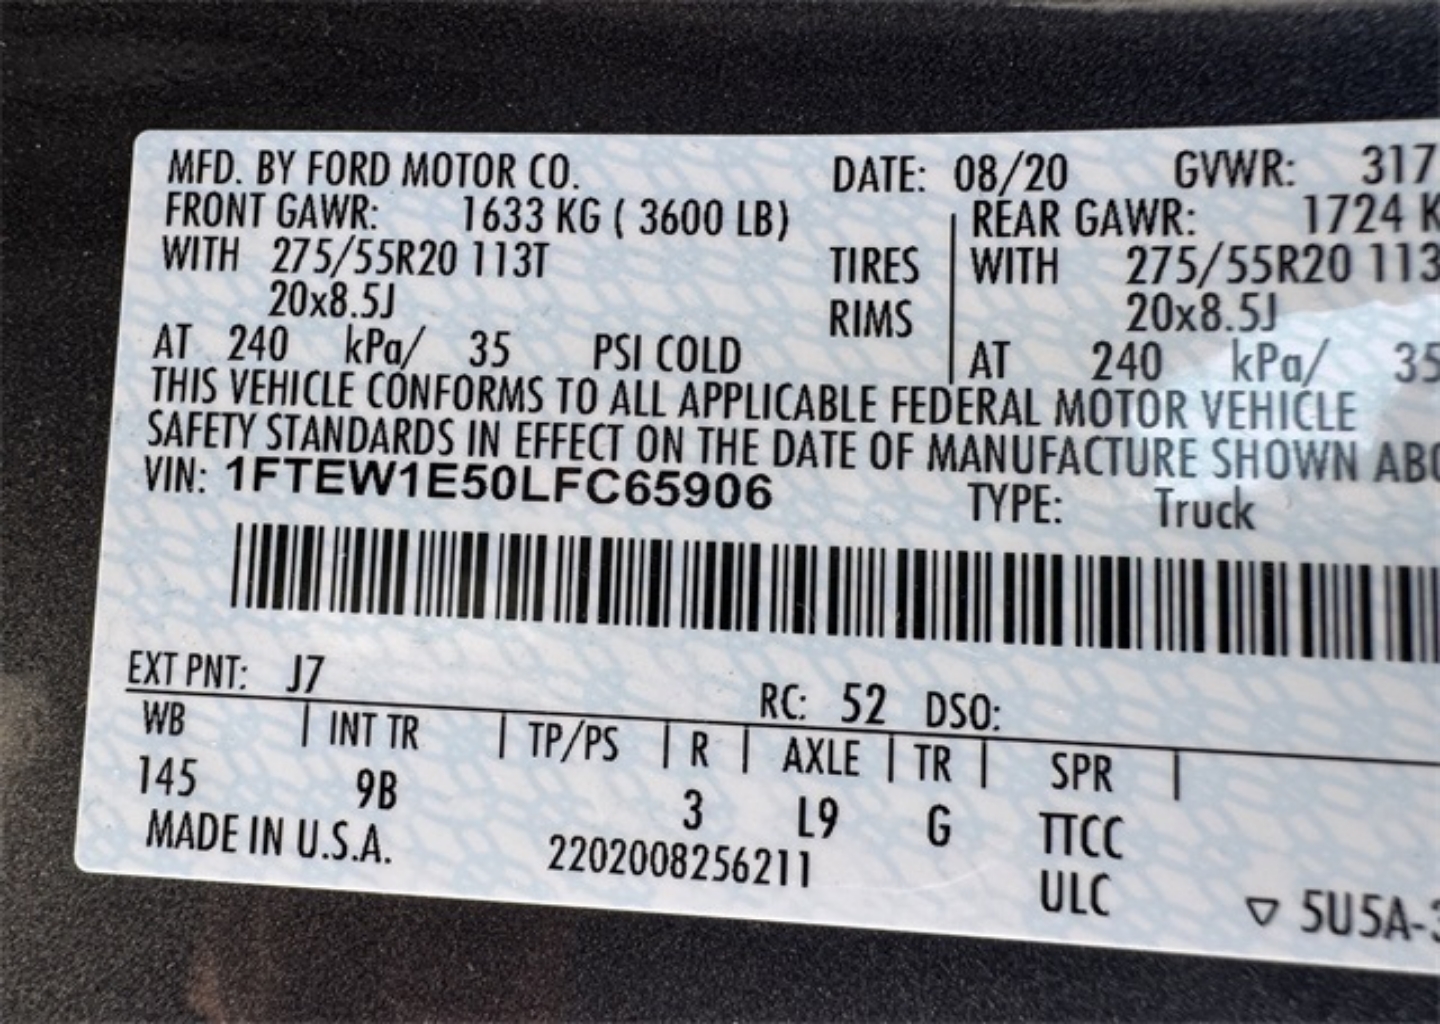 MFD. BY FORD MOTOR CO. DATE: 08/20 GVWR: 317
FRONT GAWR: 1633 KG ( 3600 LB) REAR GAWR: 1724 K
WITH 275/55R20 113T TIRES WITH 275/55R20 113
20x8.5J RIMS 20x8.5J
AT 240 kPa/ 35 PSI COLD AT 240 kPa/ 35
THIS VEHICLE CONFORMS TO ALL APPLICABLE FEDERAL MOTOR VEHICLE
SAFETY STANDARDS IN EFFECT ON THE DATE OF MANUFACTURE SHOWN ABO
VIN: 1FTEW1E50LFC65906 TYPE: Truck
EXT PNT: J7 RC: 52 DSO:
WB | INT TR | TP/PS | R | AXLE | TR | SPR |
145 9B 3 L9 G TTCC
MADE IN U.S.A. 2202008256211 ULC
▽ 5U5A-3